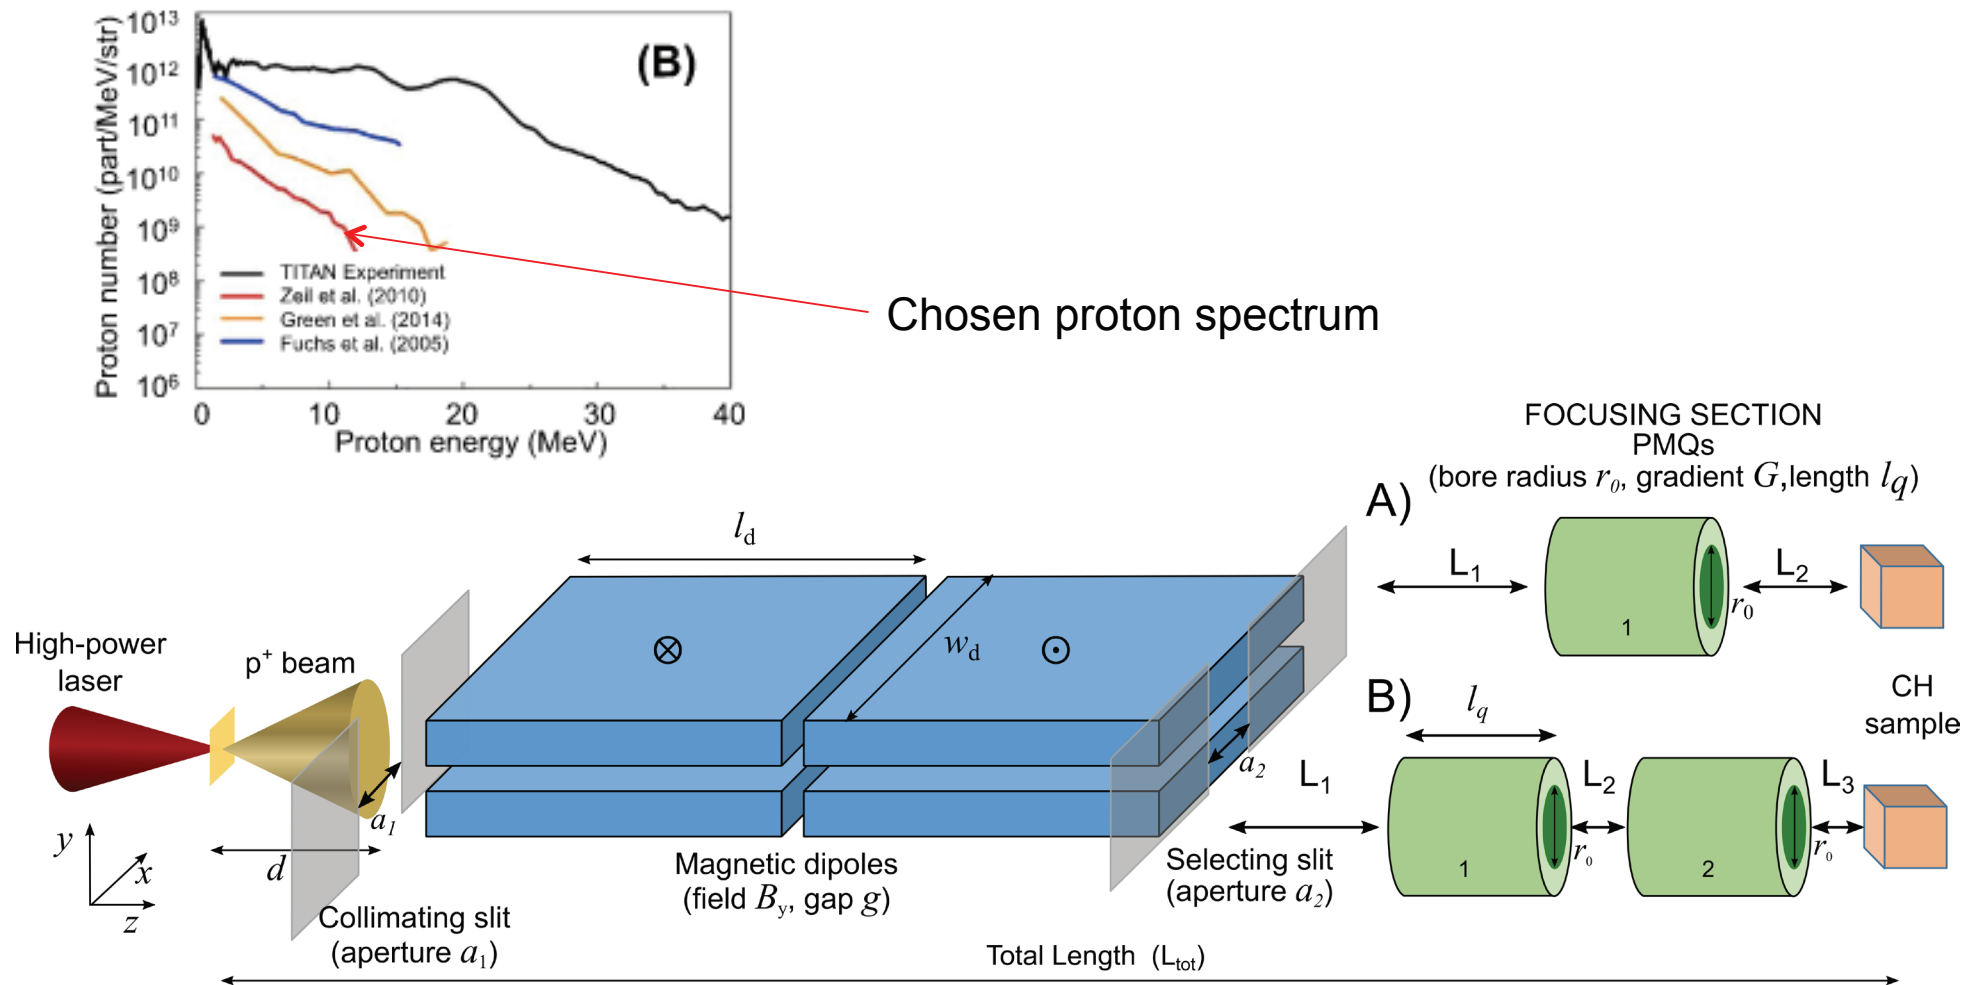 10¹³
10¹²
10¹¹
10¹⁰
10⁹
10⁸
10⁷
10⁶
Proton number (part/MeV/str)
(B)
TITAN Experiment
Zeil et al. (2010)
Green et al. (2014)
Fuchs et al. (2005)
0 10 20 30 40
Proton energy (MeV)
Chosen proton spectrum
FOCUSING SECTION
PMQs
(bore radius r₀, gradient G,length l_q)
A)
L₁
L₂
1
r₀
l_d
w_d
⊗
⊙
High-power
laser
p⁺ beam
a₁
d
y
x
z
Collimating slit
(aperture a₁)
Magnetic dipoles
(field B_y, gap g)
a₂
Selecting slit
(aperture a₂)
B)
l_q
L₁
L₂
L₃
1
r₀
2
r₀
CH
sample
Total Length (L_tot)